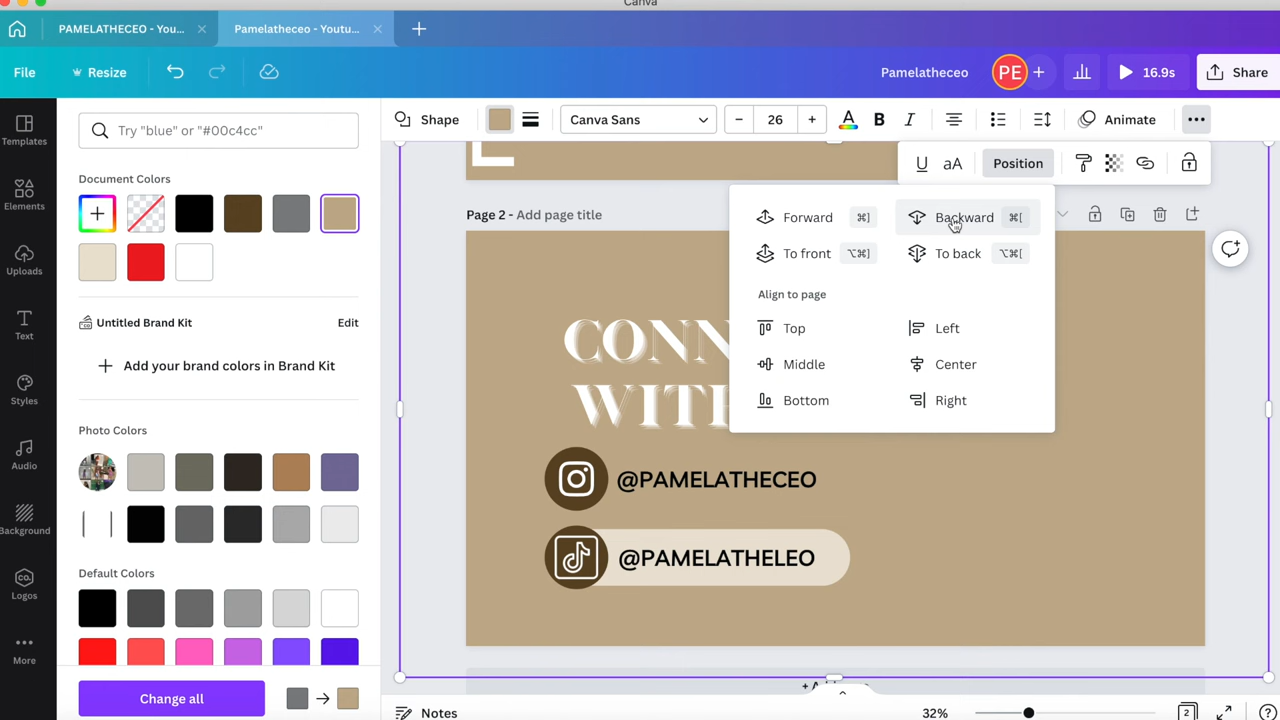 Canva
PAMELATHECEO - You...
Pamelatheceo - Youtu...
File
Resize
Pamelatheceo
PE
16.9s
Share
Templates
Elements
Uploads
Text
Styles
Audio
Background
Logos
More
Try "blue" or "#00c4cc"
Document Colors
Untitled Brand Kit
Edit
Add your brand colors in Brand Kit
Photo Colors
Default Colors
Change all
Shape
Canva Sans
26
A
B
I
Animate
U
aA
Position
Page 2 - Add page title
Forward ⌘]
Backward ⌘[
To front ⌥⌘]
To back ⌥⌘[
Align to page
Top
Left
Middle
Center
Bottom
Right
CONN
WITH
@PAMELATHECEO
@PAMELATHELEO
Notes
32%
2
?